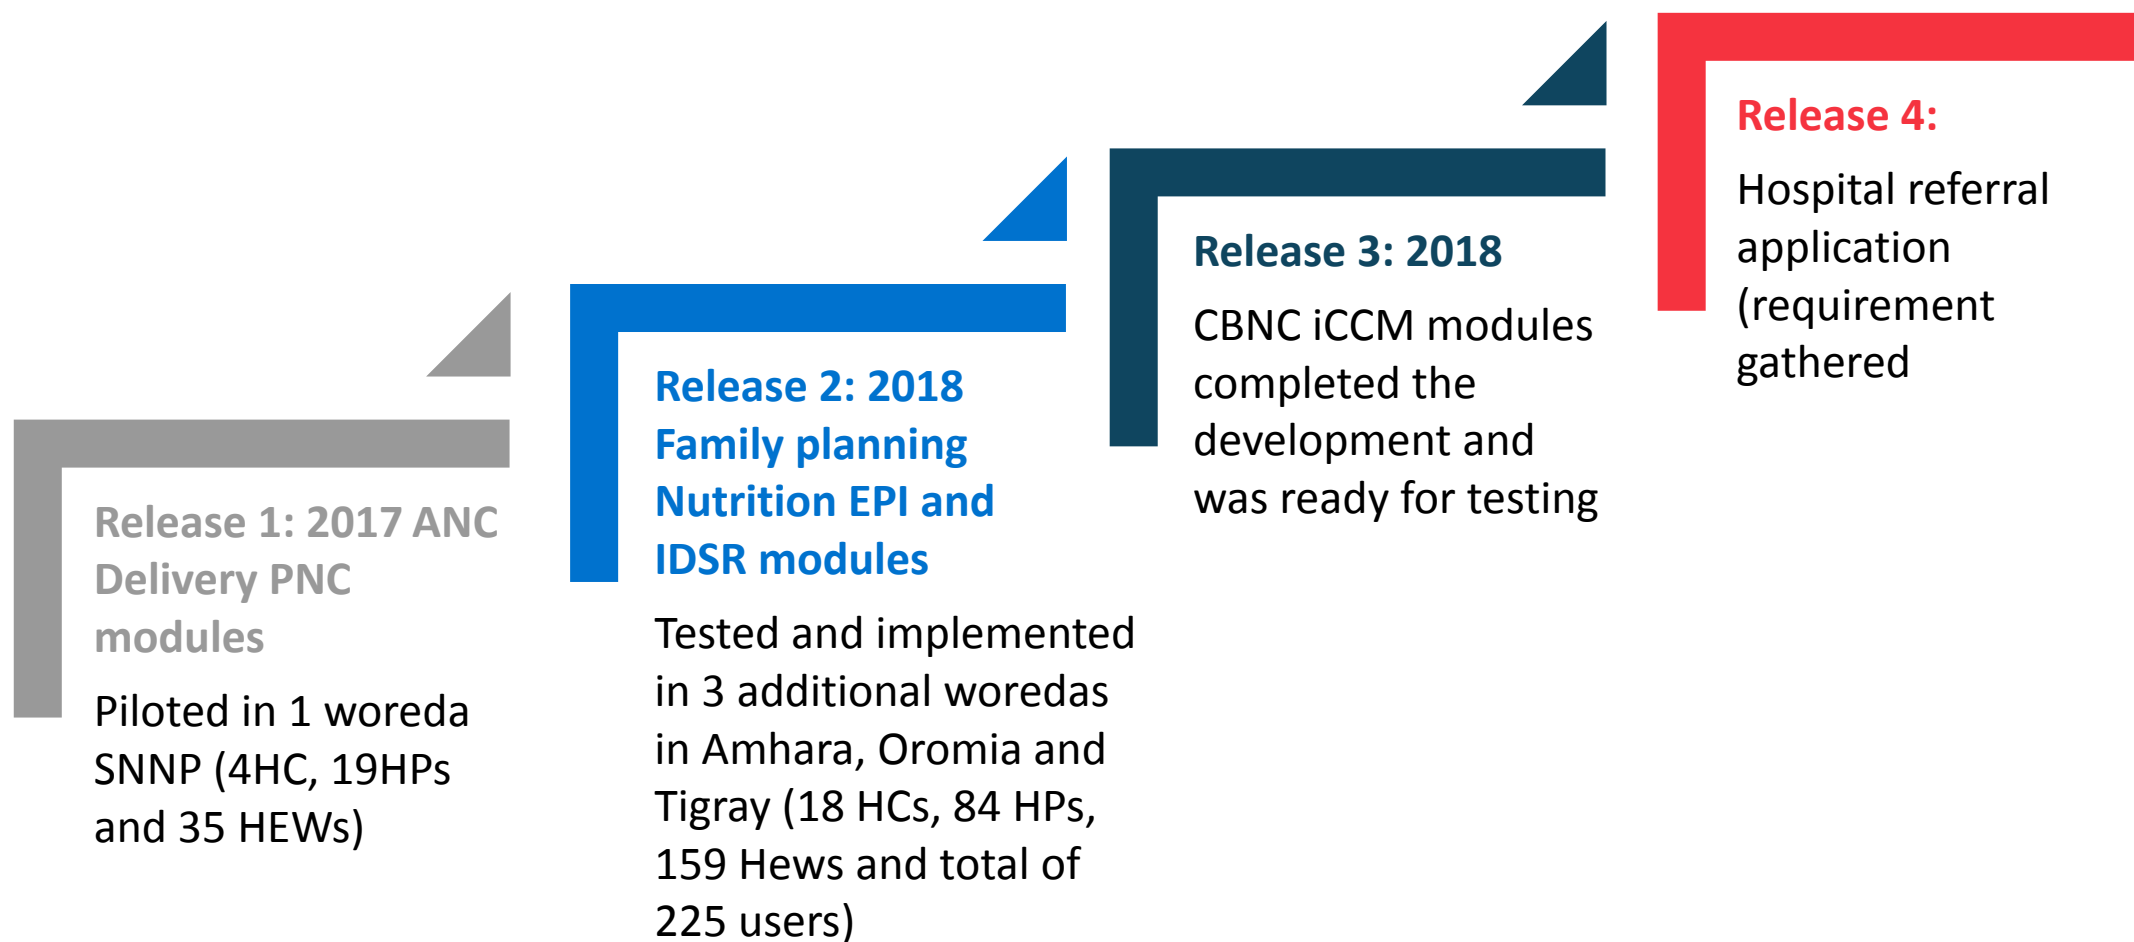 Release 1: 2017 ANC
Delivery PNC
modules
Piloted in 1 woreda
SNNP (4HC, 19HPs
and 35 HEWs)
Release 2: 2018
Family planning
Nutrition EPI and
IDSR modules
Tested and implemented
in 3 additional woredas
in Amhara, Oromia and
Tigray (18 HCs, 84 HPs,
159 Hews and total of
225 users)
Release 3: 2018
CBNC iCCM modules
completed the
development and
was ready for testing
Release 4:
Hospital referral
application
(requirement
gathered